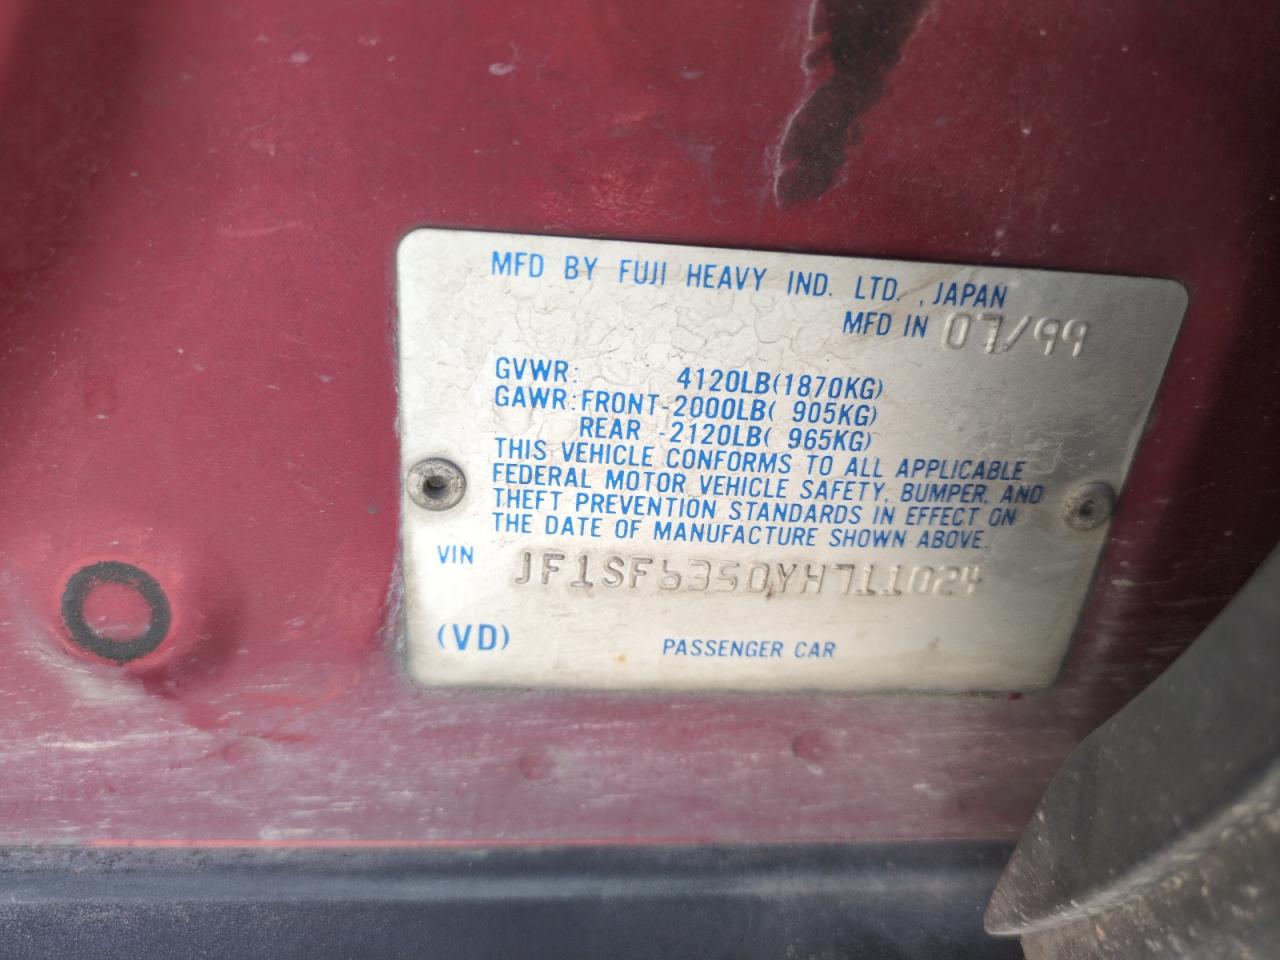 MFD BY FUJI HEAVY IND. LTD. , JAPAN
MFD IN 07/99
GVWR: 4120LB(1870KG)
GAWR:FRONT-2000LB( 905KG)
REAR -2120LB( 965KG)
THIS VEHICLE CONFORMS TO ALL APPLICABLE
FEDERAL MOTOR VEHICLE SAFETY, BUMPER, AND
THEFT PREVENTION STANDARDS IN EFFECT ON
THE DATE OF MANUFACTURE SHOWN ABOVE.
VIN JF1SF6350YH711024
(VD) PASSENGER CAR